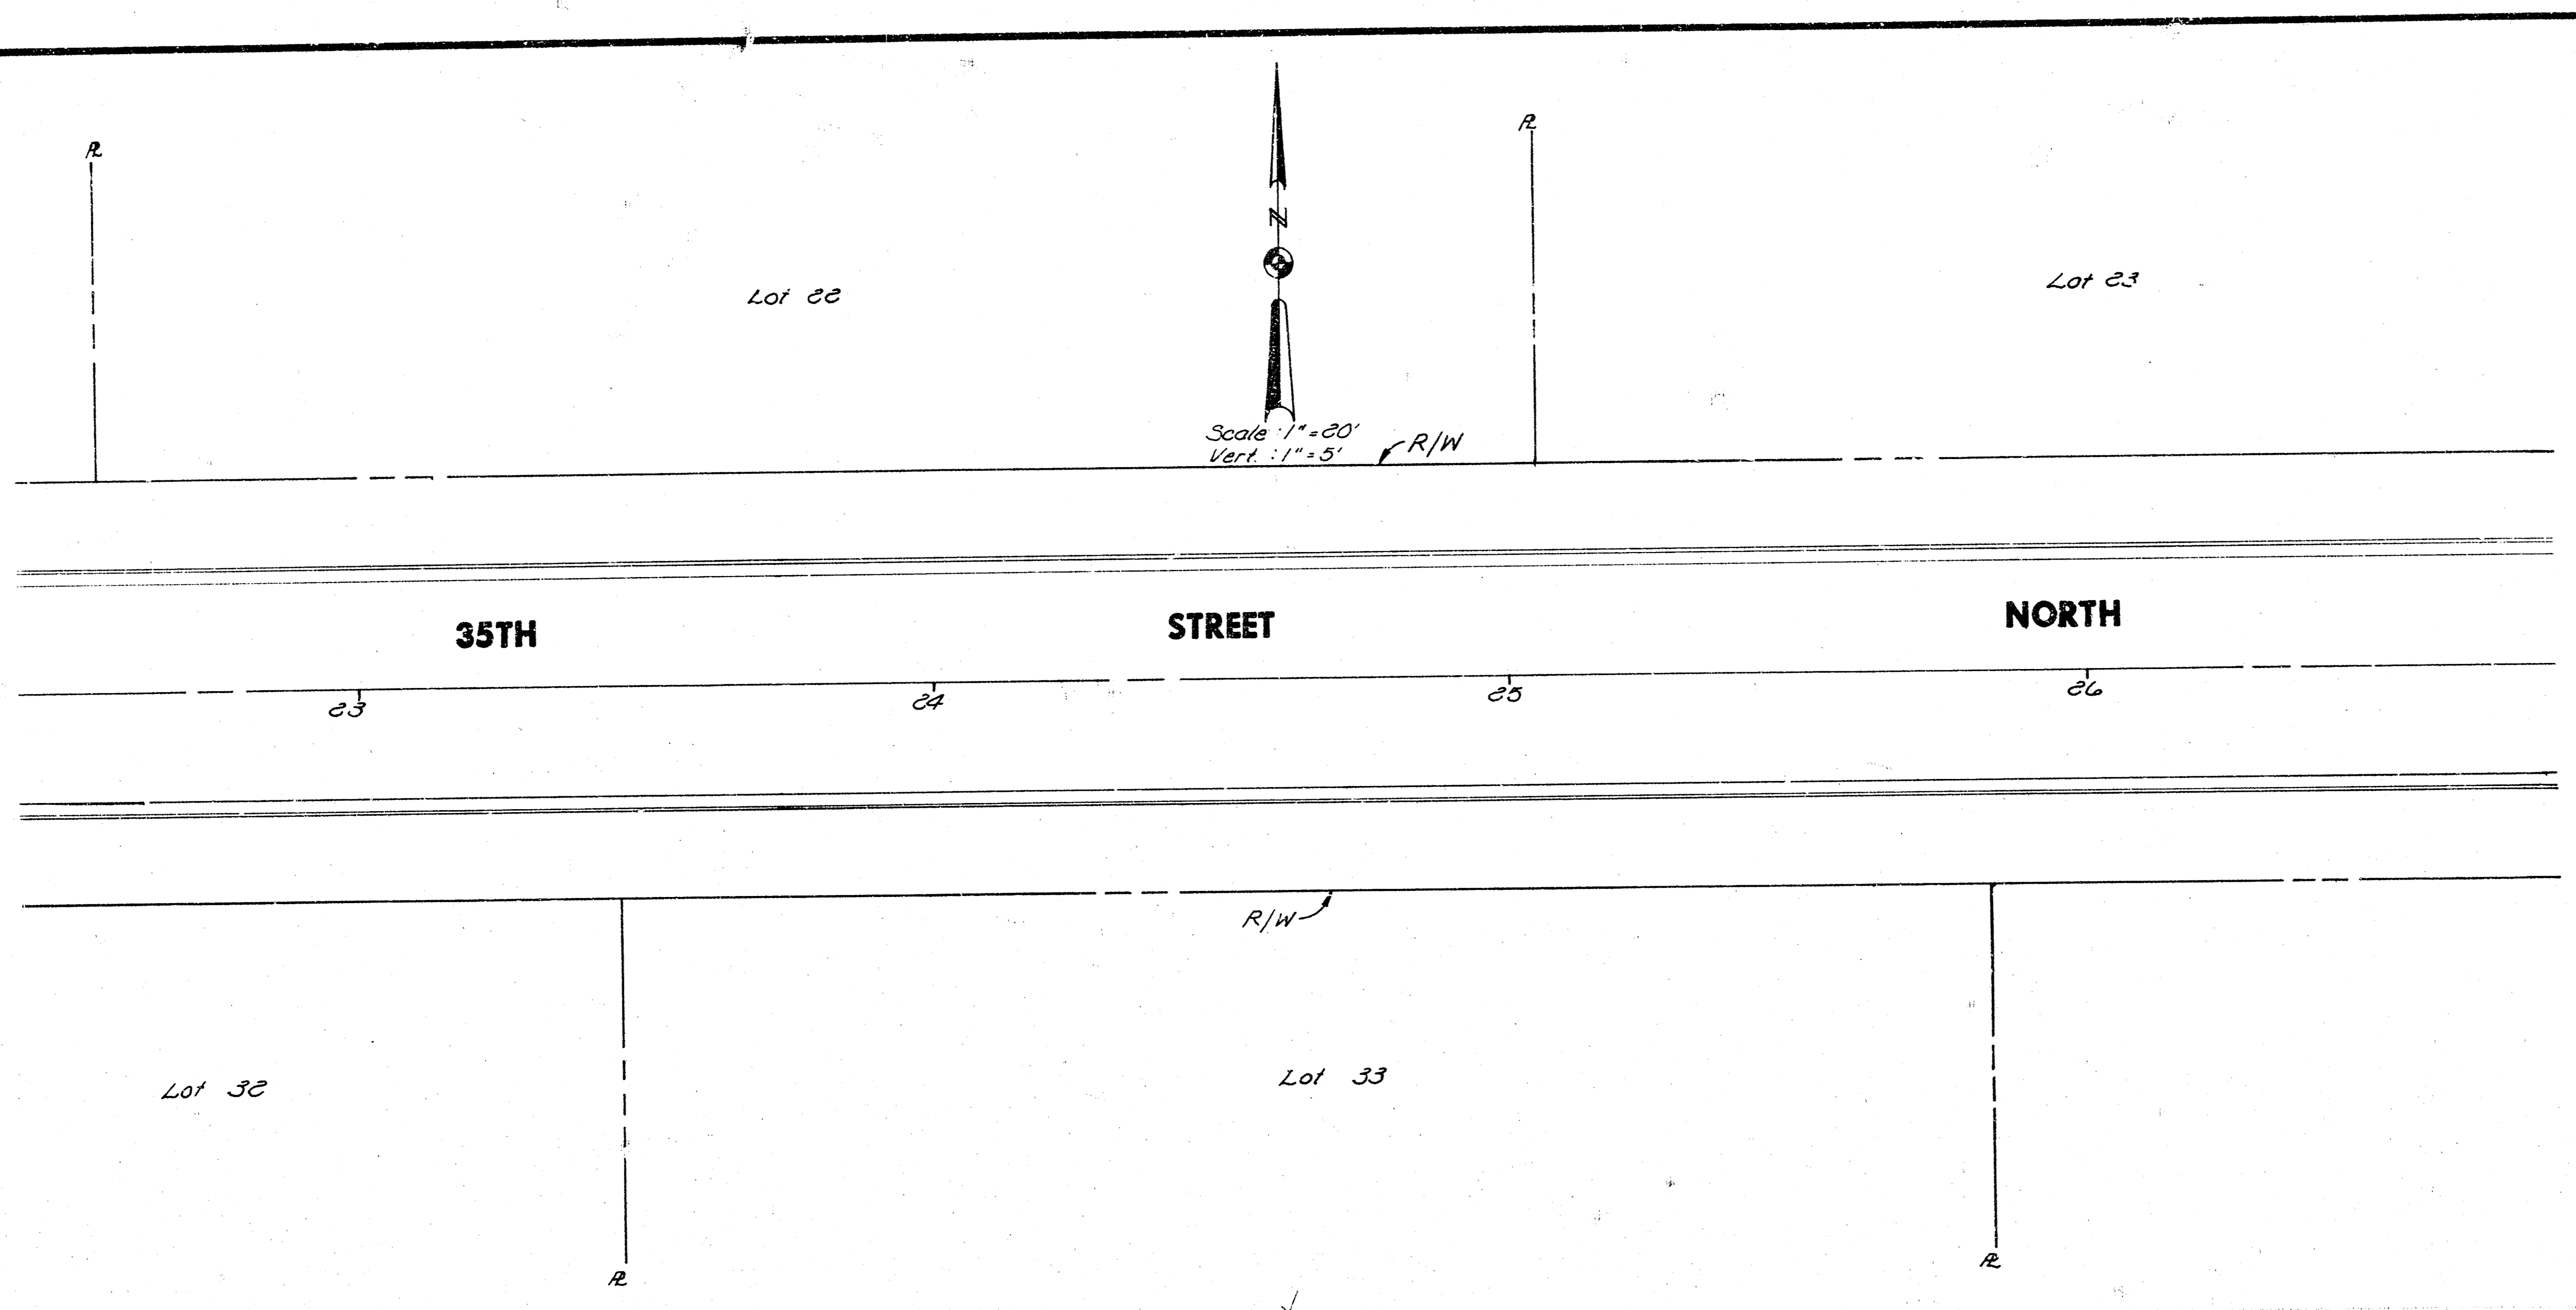 PL
PL
N
Lot 22
Lot 23
Scale : 1" = 20'
Vert. : 1" = 5'
R/W
35TH STREET NORTH
23 24 25 26
R/W
Lot 32
Lot 33
PL
PL